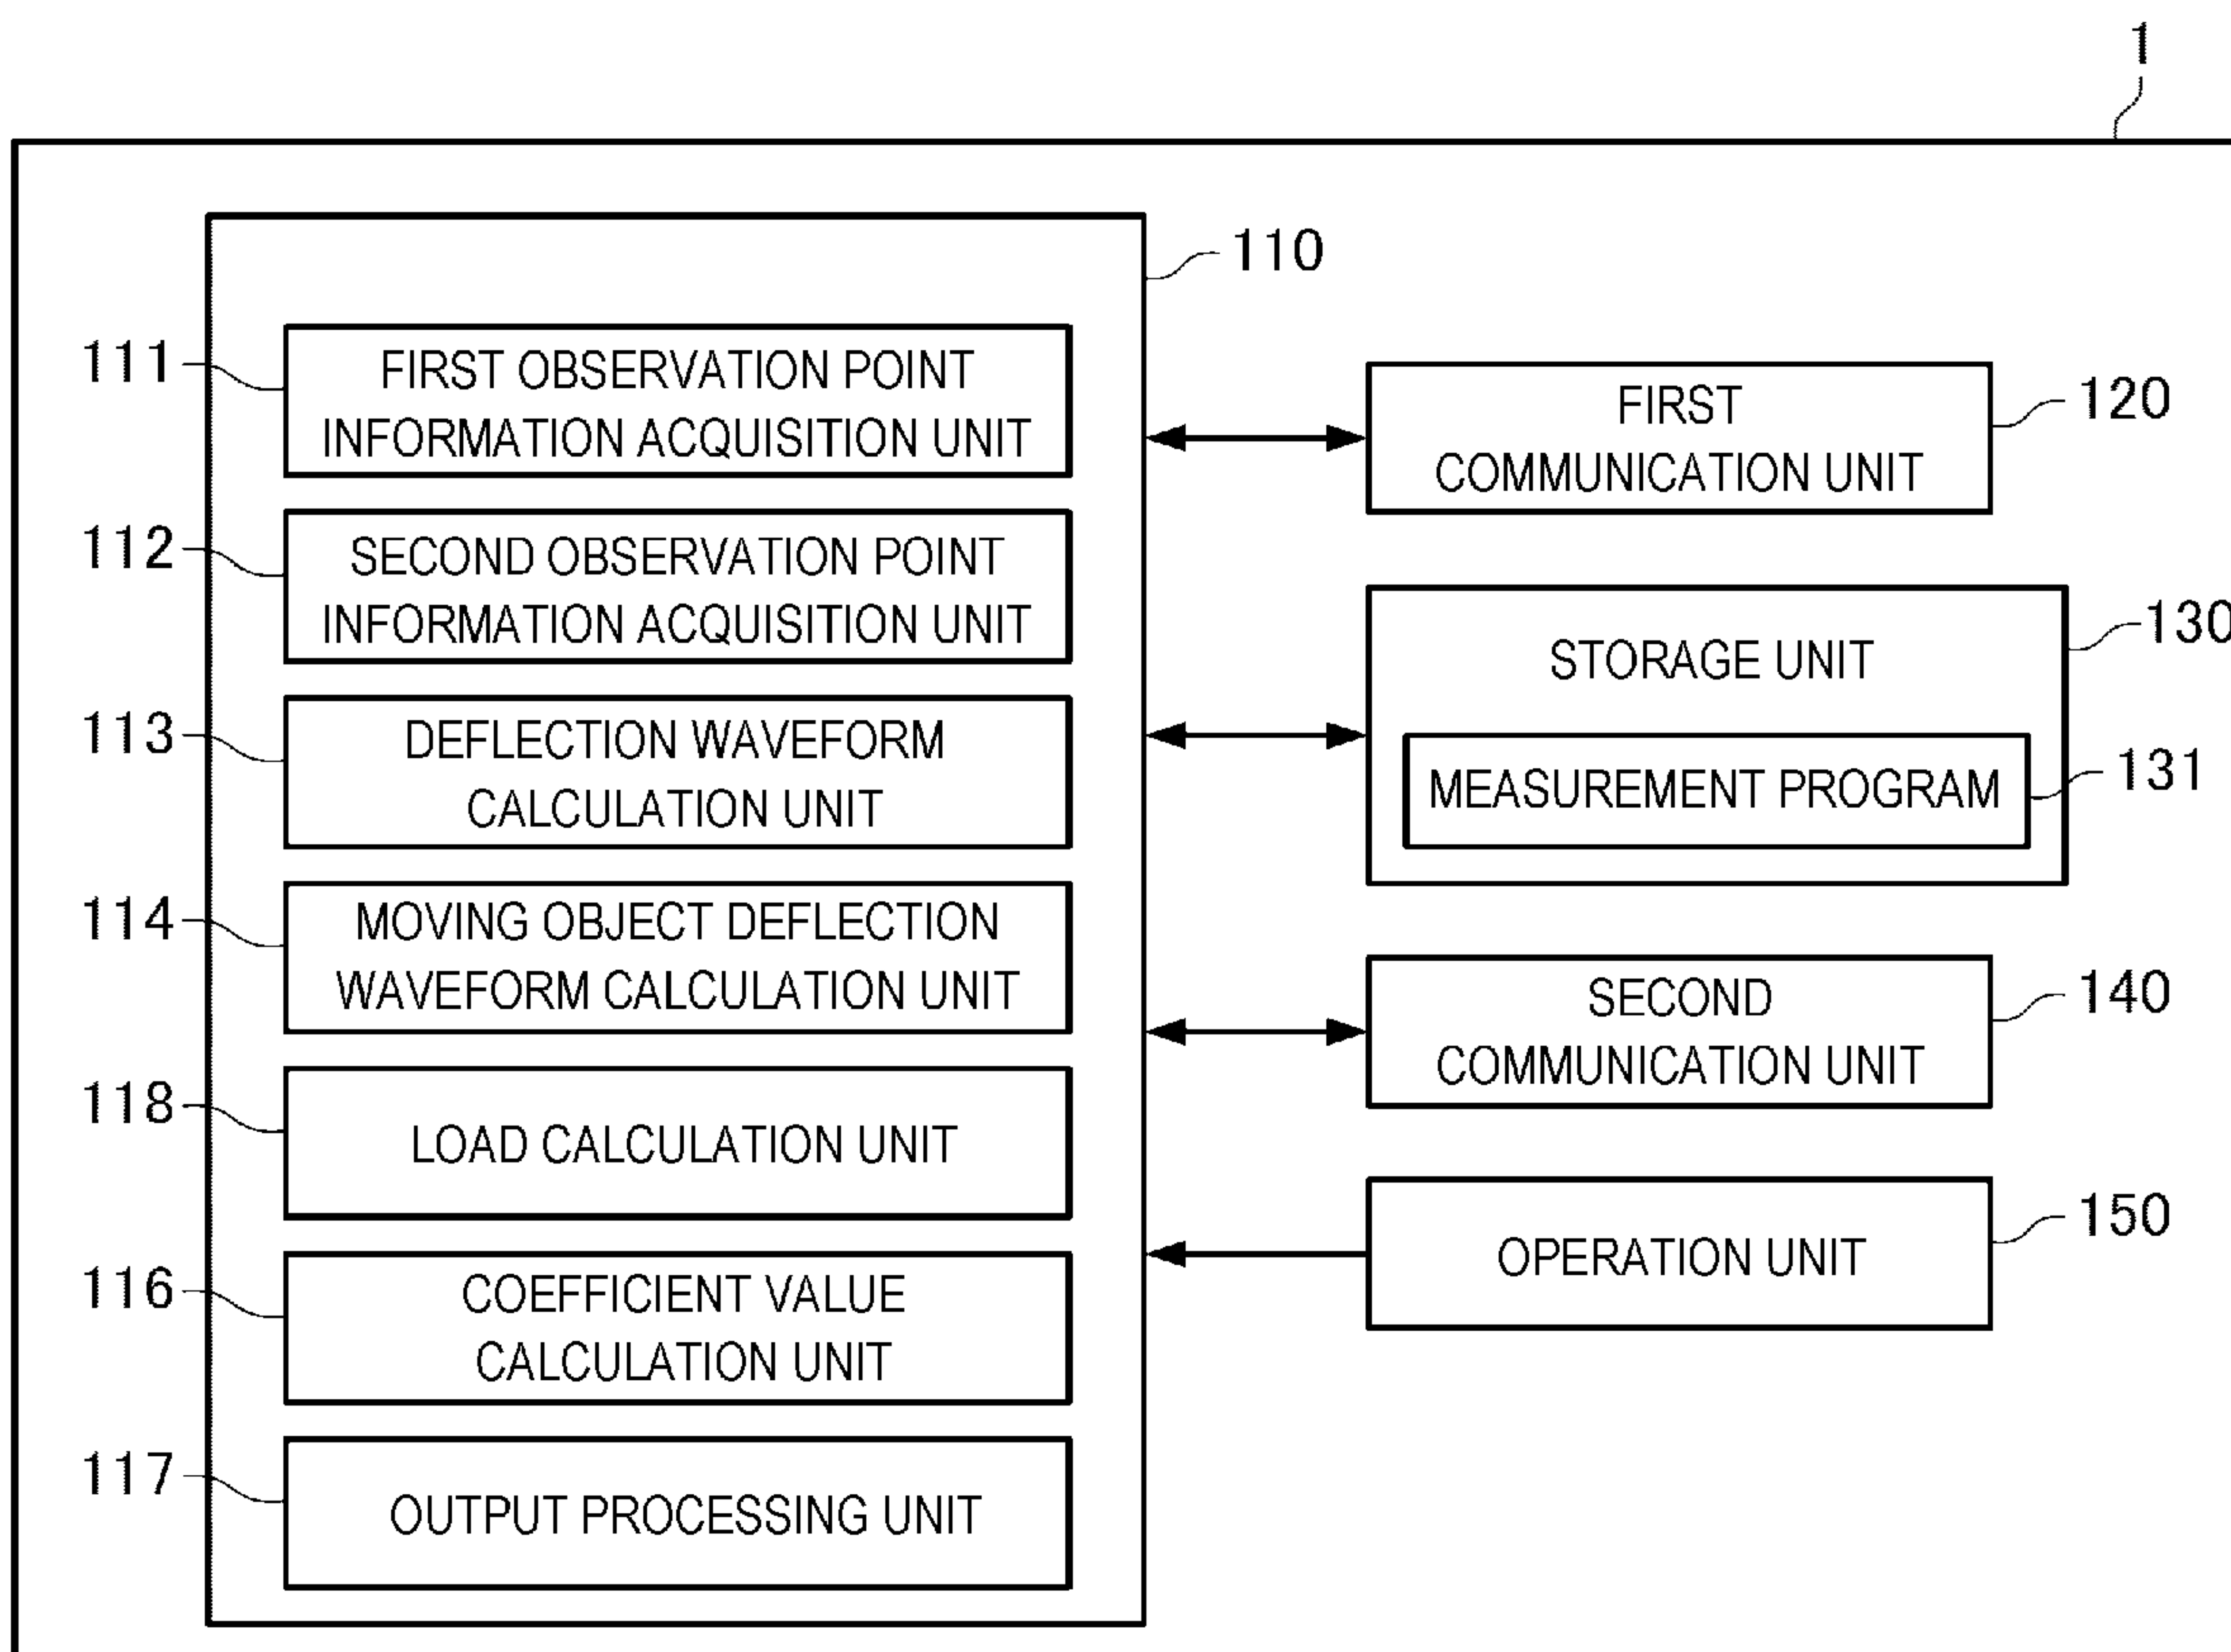 1
110
111
FIRST OBSERVATION POINT
INFORMATION ACQUISITION UNIT
112
SECOND OBSERVATION POINT
INFORMATION ACQUISITION UNIT
113
DEFLECTION WAVEFORM
CALCULATION UNIT
114
MOVING OBJECT DEFLECTION
WAVEFORM CALCULATION UNIT
118
LOAD CALCULATION UNIT
116
COEFFICIENT VALUE
CALCULATION UNIT
117
OUTPUT PROCESSING UNIT
120
FIRST
COMMUNICATION UNIT
130
STORAGE UNIT
131
MEASUREMENT PROGRAM
140
SECOND
COMMUNICATION UNIT
150
OPERATION UNIT